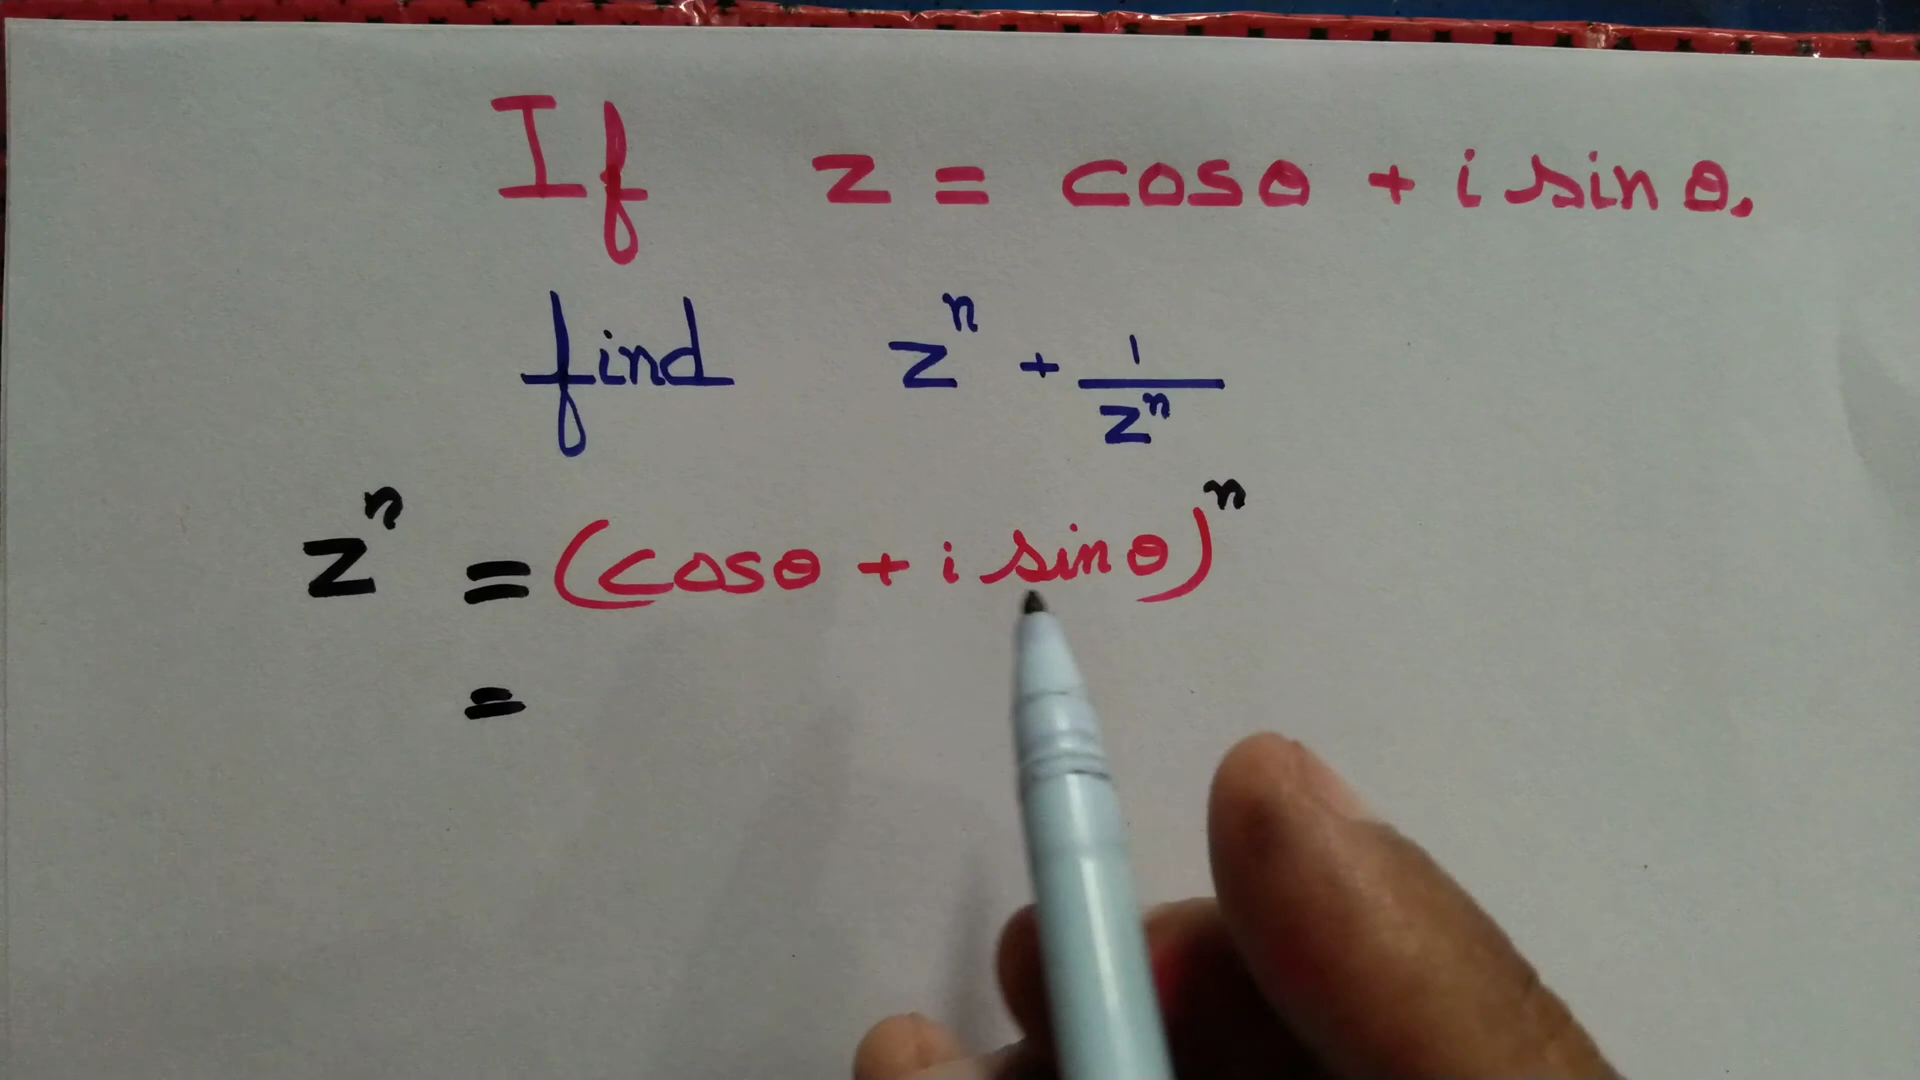 If z = cosθ + i sinθ.
find zⁿ + 1/zⁿ
zⁿ = (cosθ + i sinθ)ⁿ
=